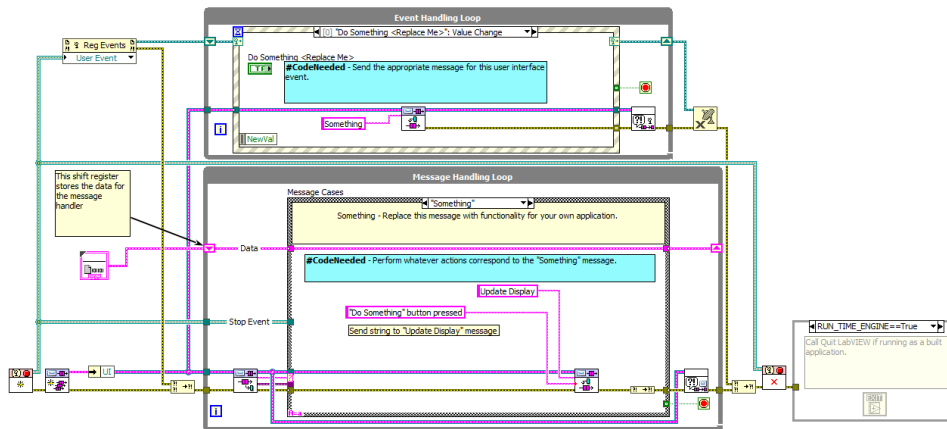 Event Handling Loop
[0] "Do Something <Replace Me>": Value Change
Reg Events
User Event
Do Something <Replace Me>
TF
#CodeNeeded - Send the appropriate message for this user interface
event.
Something
i
NewVal
Message Handling Loop
This shift register
stores the data for
the message
handler
Message Cases
"Something"
Something - Replace this message with functionality for your own application.
Data
#CodeNeeded - Perform whatever actions correspond to the "Something" message.
Update Display
"Do Something" button pressed
Stop Event
Send string to "Update Display" message
RUN_TIME_ENGINE==True
Call Quit LabVIEW if running as a built
application.
UI
i